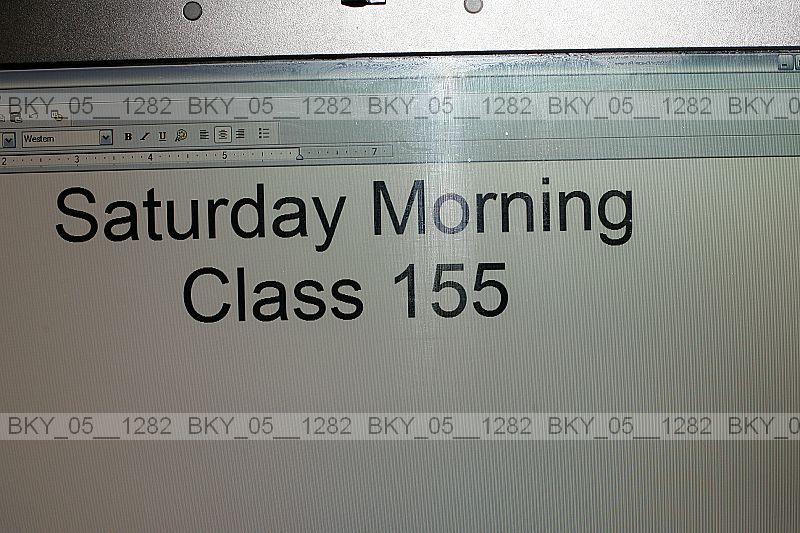 BKY_05__1282 BKY_05__1282 BKY_05__1282 BKY_05__1282 BKY_05
Western B I U
2 3 4 5 7
Saturday Morning
Class 155
BKY_05__1282 BKY_05__1282 BKY_05__1282 BKY_05__1282 BKY_05